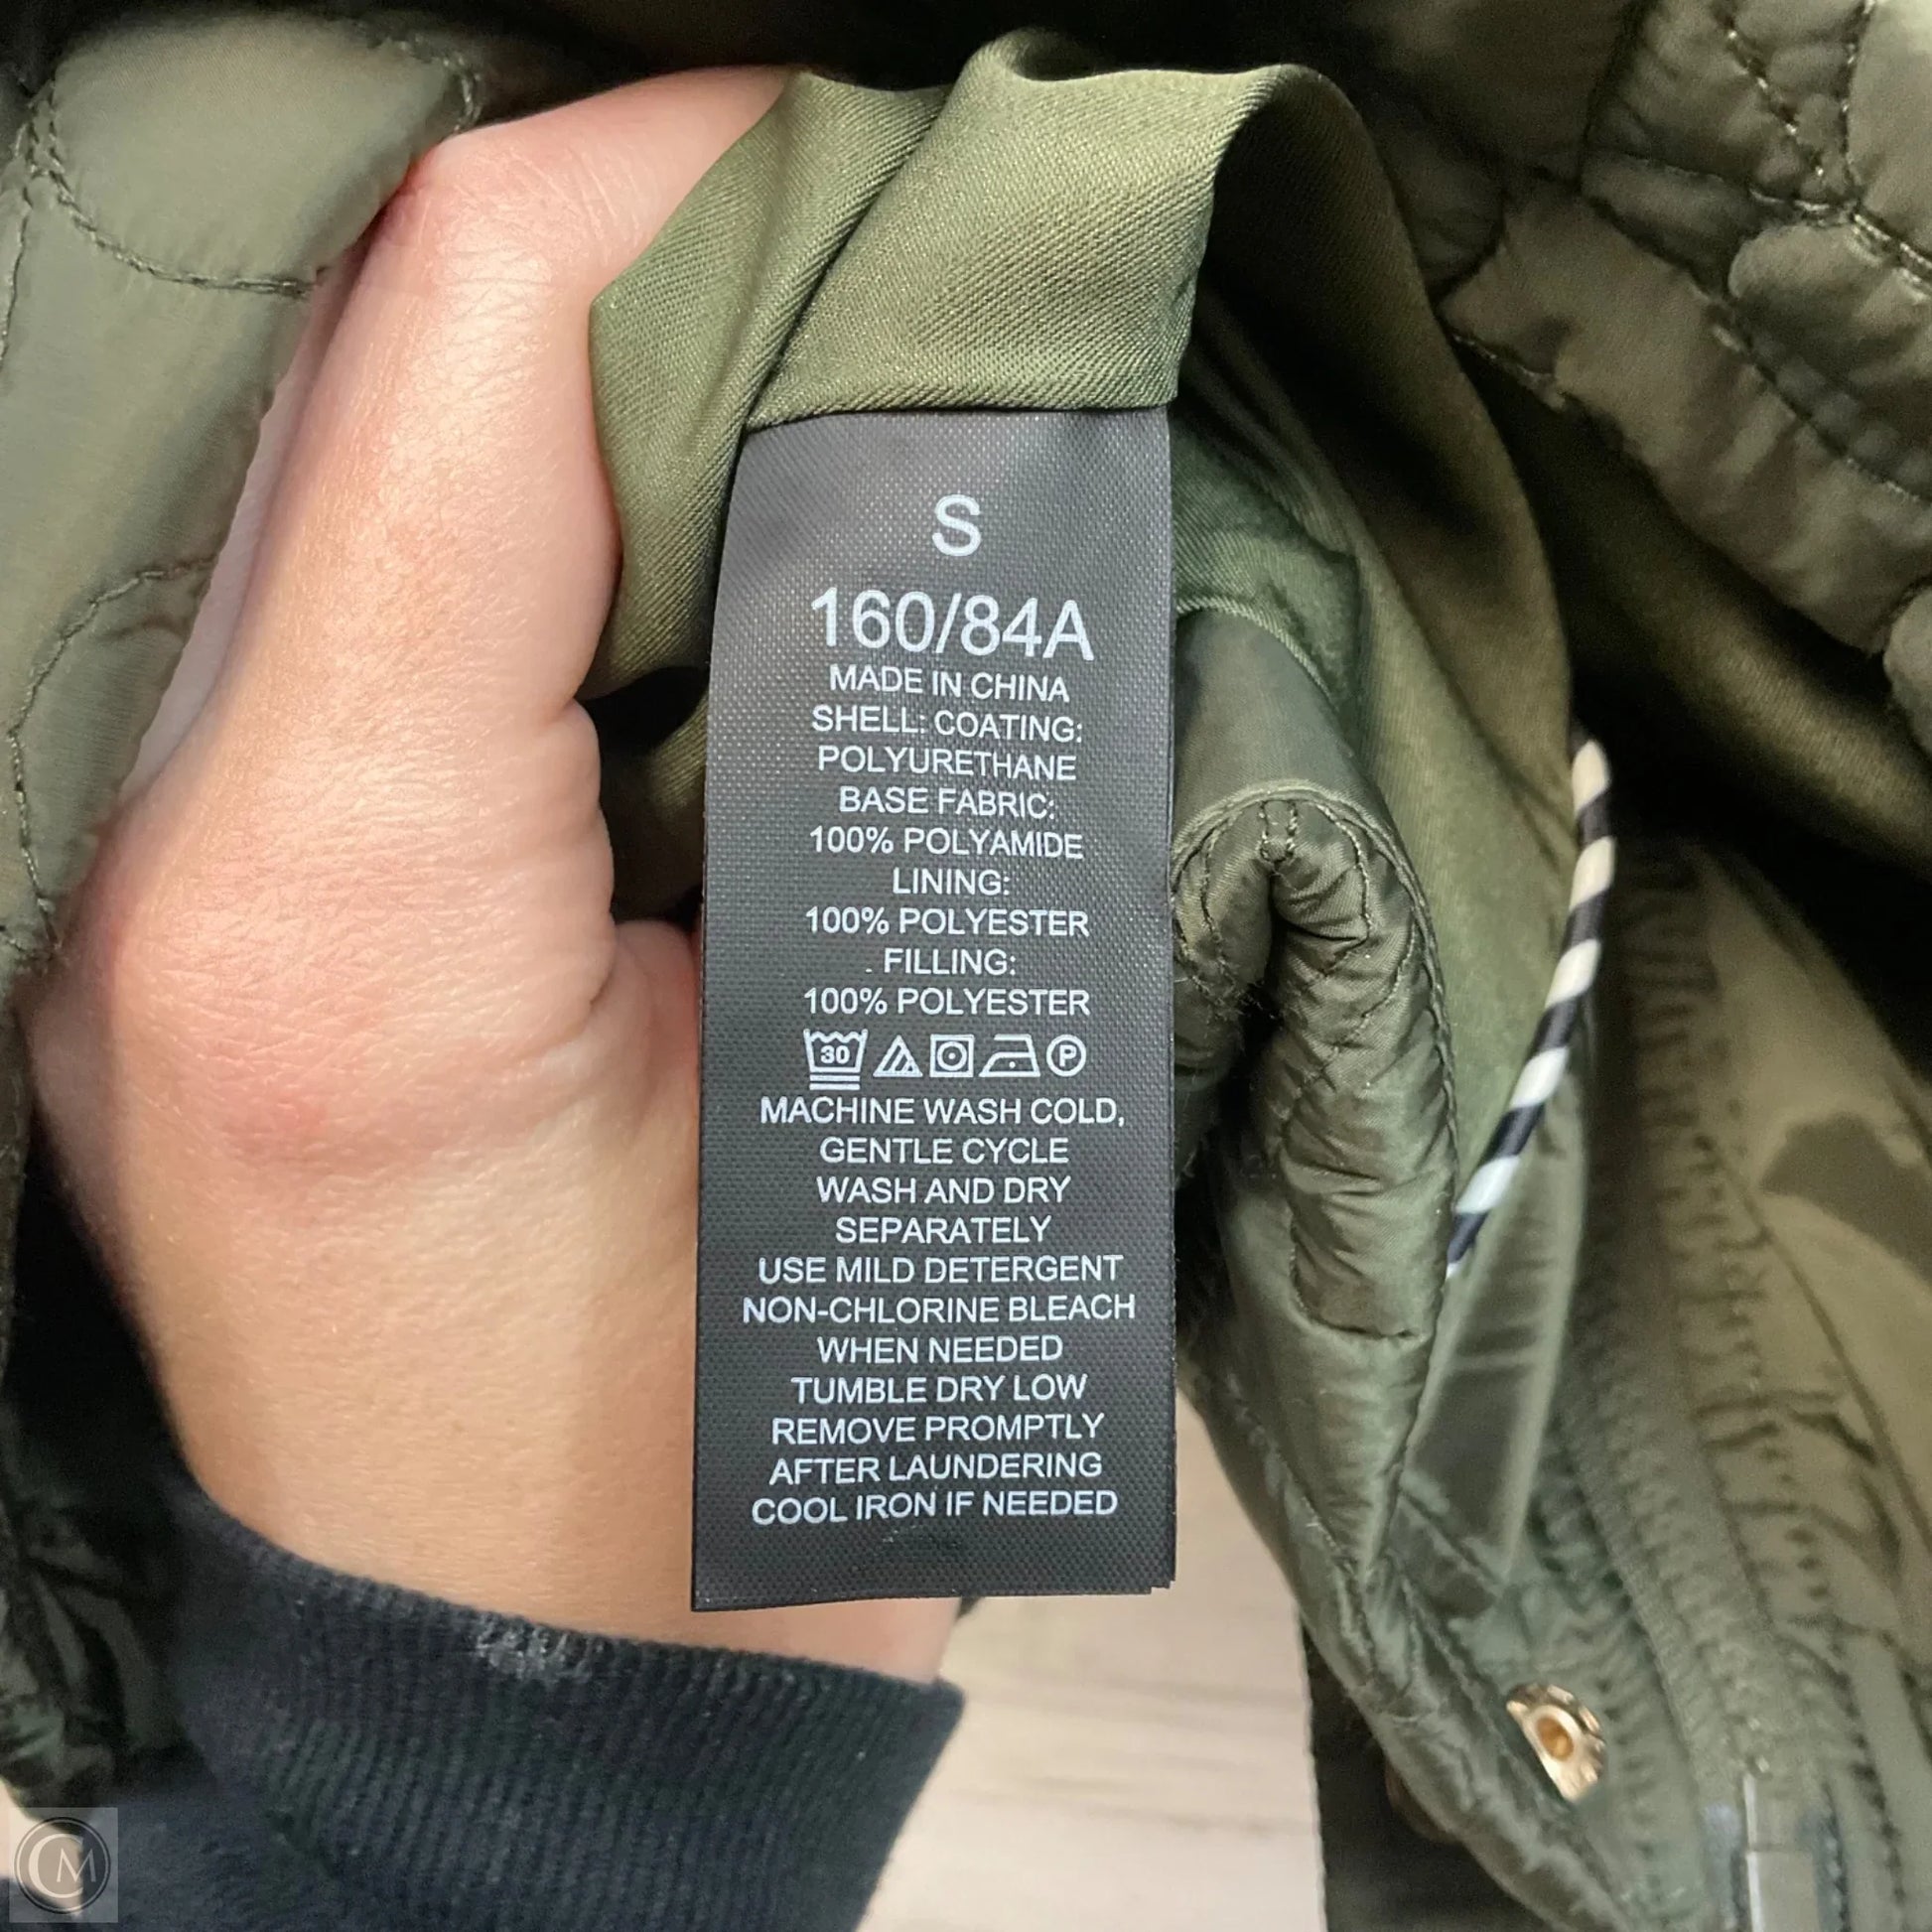 S
160/84A
MADE IN CHINA
SHELL: COATING:
POLYURETHANE
BASE FABRIC:
100% POLYAMIDE
LINING:
100% POLYESTER
. FILLING:
100% POLYESTER
30 P
MACHINE WASH COLD,
GENTLE CYCLE
WASH AND DRY
SEPARATELY
USE MILD DETERGENT
NON-CHLORINE BLEACH
WHEN NEEDED
TUMBLE DRY LOW
REMOVE PROMPTLY
AFTER LAUNDERING
COOL IRON IF NEEDED
CM